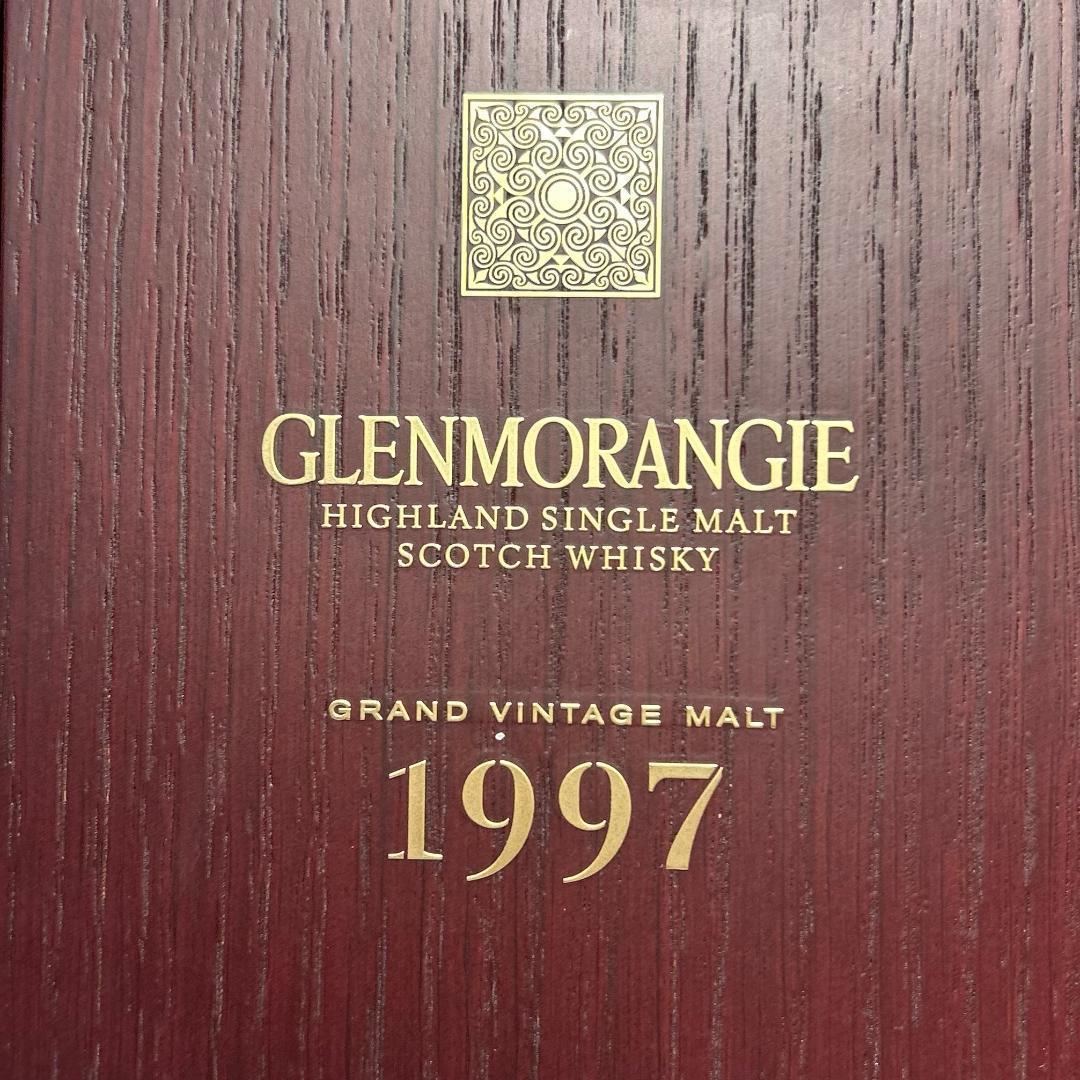 GLENMORANGIE
HIGHLAND SINGLE MALT
SCOTCH WHISKY
GRAND VINTAGE MALT
1997